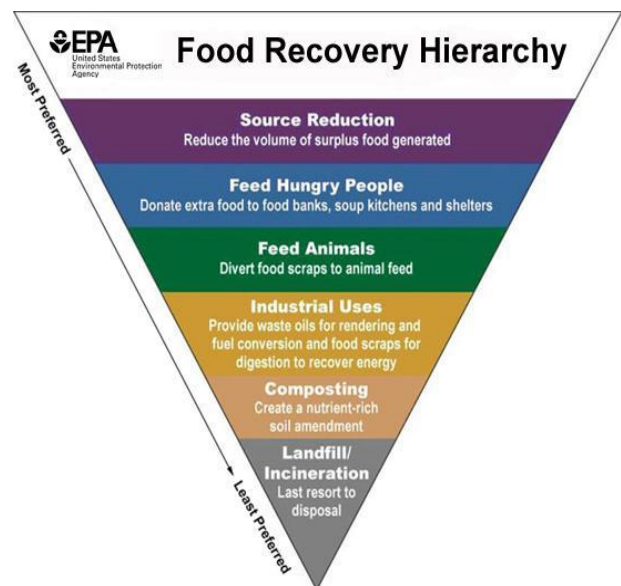 EPA
United States
Environmental Protection
Agency
Food Recovery Hierarchy
Most Preferred
Source Reduction
Reduce the volume of surplus food generated
Feed Hungry People
Donate extra food to food banks, soup kitchens and shelters
Feed Animals
Divert food scraps to animal feed
Industrial Uses
Provide waste oils for rendering and
fuel conversion and food scraps for
digestion to recover energy
Composting
Create a nutrient-rich
soil amendment
Landfill/
Incineration
Last resort to
disposal
Least Preferred